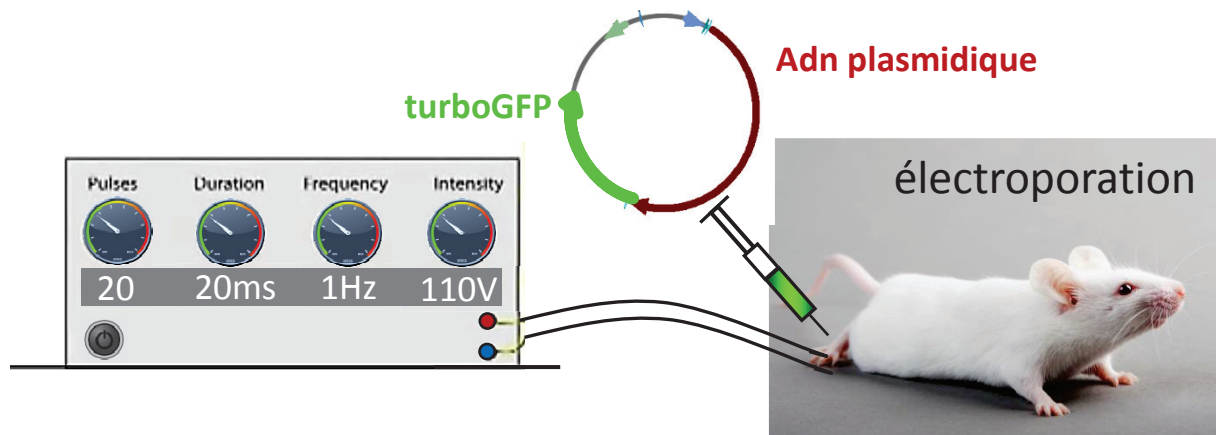 Adn plasmidique
turboGFP
électroporation
Pulses Duration Frequency Intensity
20 20ms 1Hz 110V